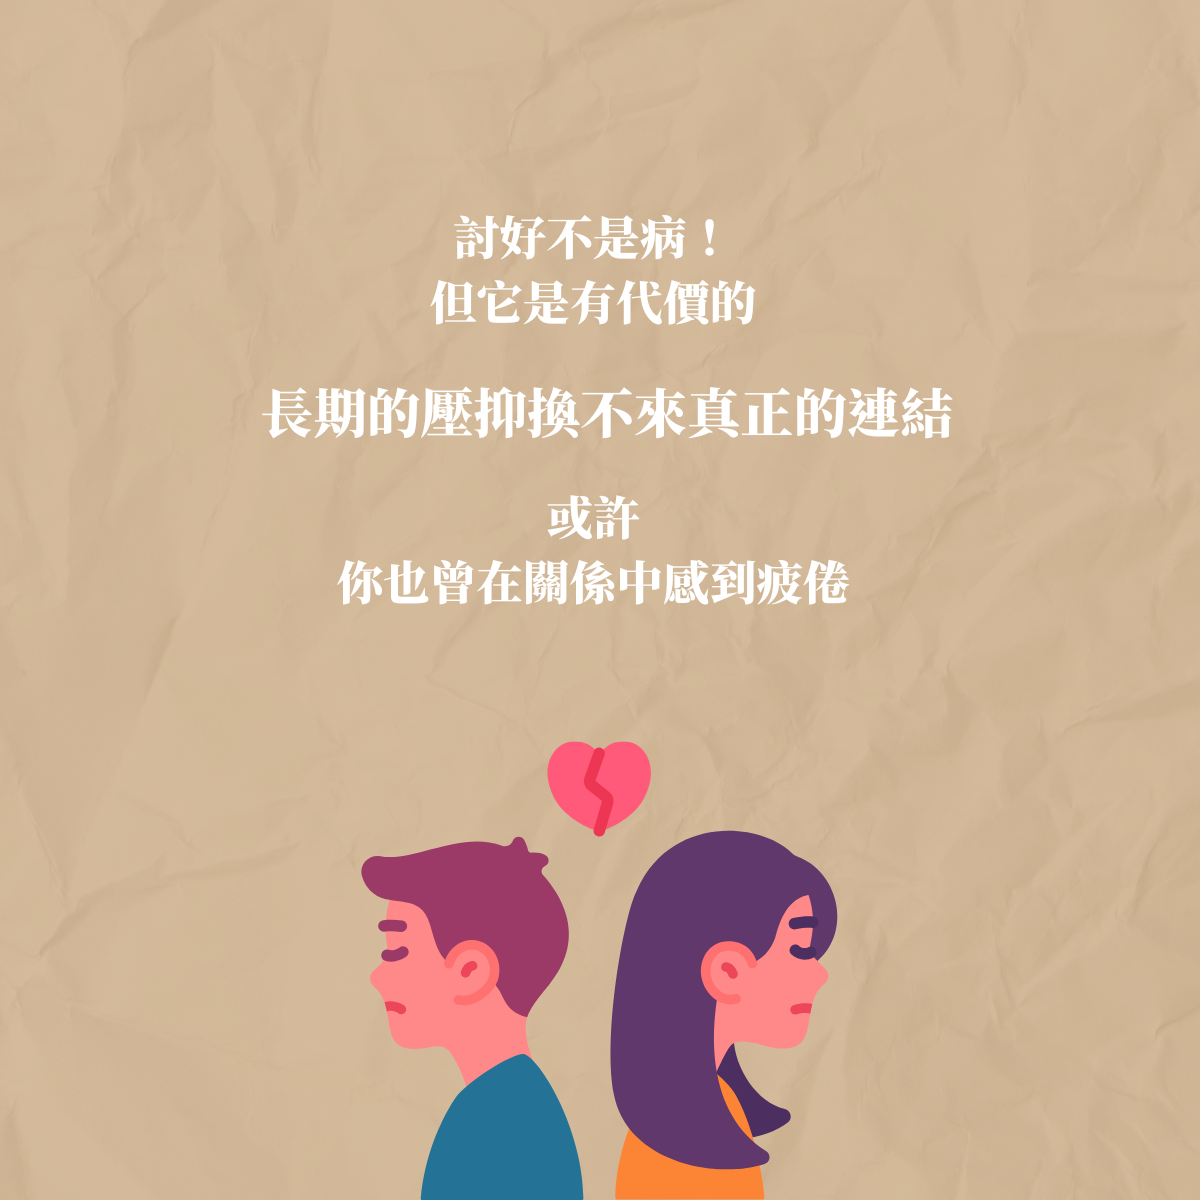 討好不是病！
但它是有代價的
長期的壓抑換不來真正的連結
或許
你也曾在關係中感到疲倦